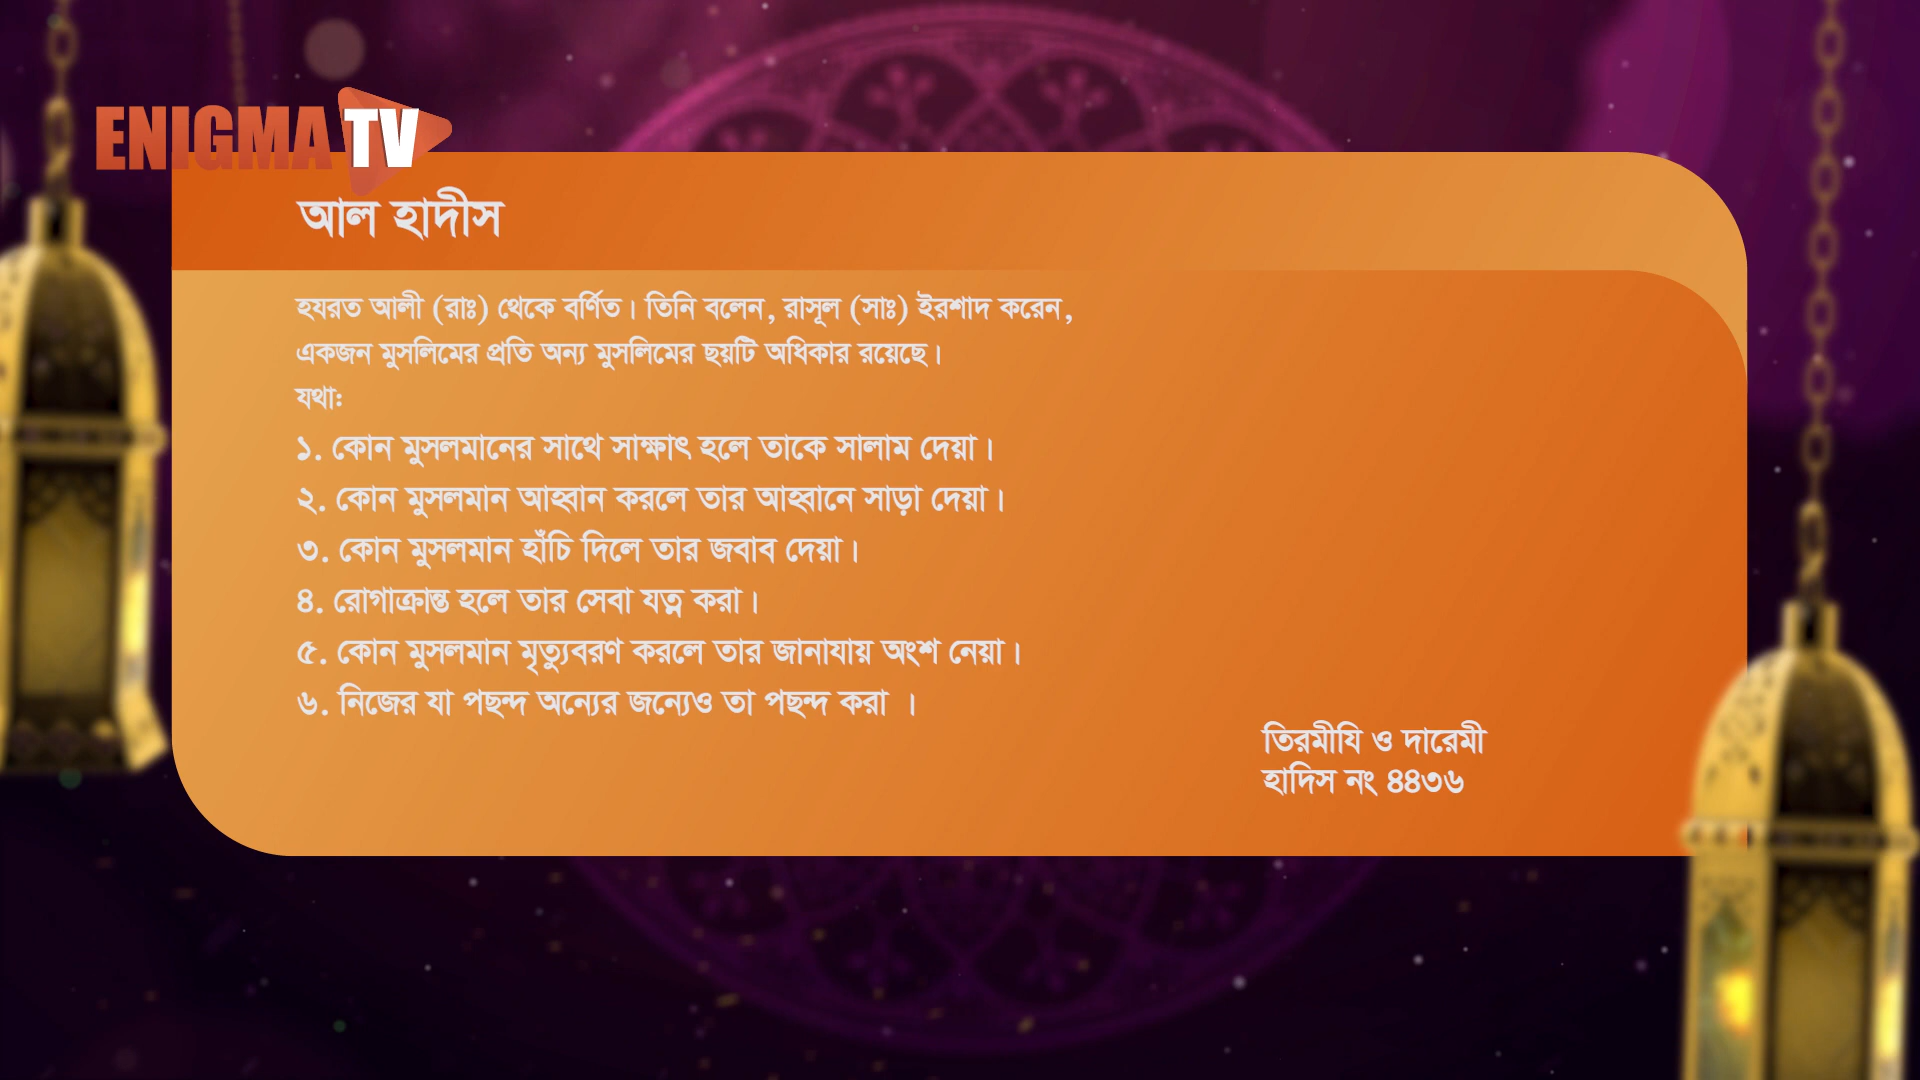 ENIGMA TV
আল হাদীস
হযরত আলী (রাঃ) থেকে বর্ণিত। তিনি বলেন, রাসূল (সাঃ) ইরশাদ করেন,
একজন মুসলিমের প্রতি অন্য মুসলিমের ছয়টি অধিকার রয়েছে।
যথা:
১. কোন মুসলমানের সাথে সাক্ষাৎ হলে তাকে সালাম দেয়া।
২. কোন মুসলমান আহ্বান করলে তার আহ্বানে সাড়া দেয়া।
৩. কোন মুসলমান হাঁচি দিলে তার জবাব দেয়া।
৪. রোগাক্রান্ত হলে তার সেবা যত্ন করা।
৫. কোন মুসলমান মৃত্যুবরণ করলে তার জানাযায় অংশ নেয়া।
৬. নিজের যা পছন্দ অন্যের জন্যেও তা পছন্দ করা ।
তিরমীযি ও দারেমী
হাদিস নং ৪৪৩৬